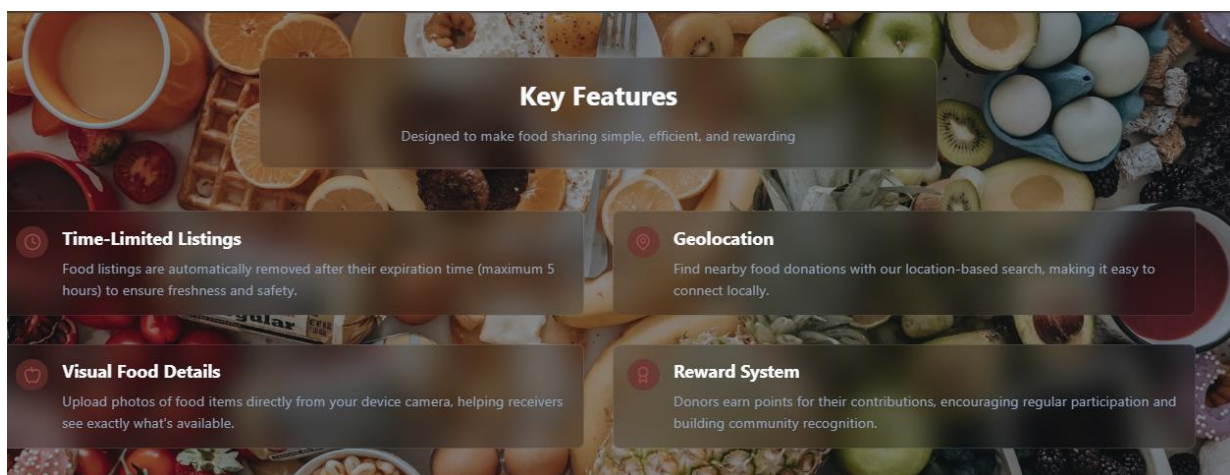 Key Features
Designed to make food sharing simple, efficient, and rewarding
Time-Limited Listings
Food listings are automatically removed after their expiration time (maximum 5
hours) to ensure freshness and safety.
Geolocation
Find nearby food donations with our location-based search, making it easy to
connect locally.
gular
Visual Food Details
Upload photos of food items directly from your device camera, helping receivers
see exactly what's available.
Reward System
Donors earn points for their contributions, encouraging regular participation and
building community recognition.